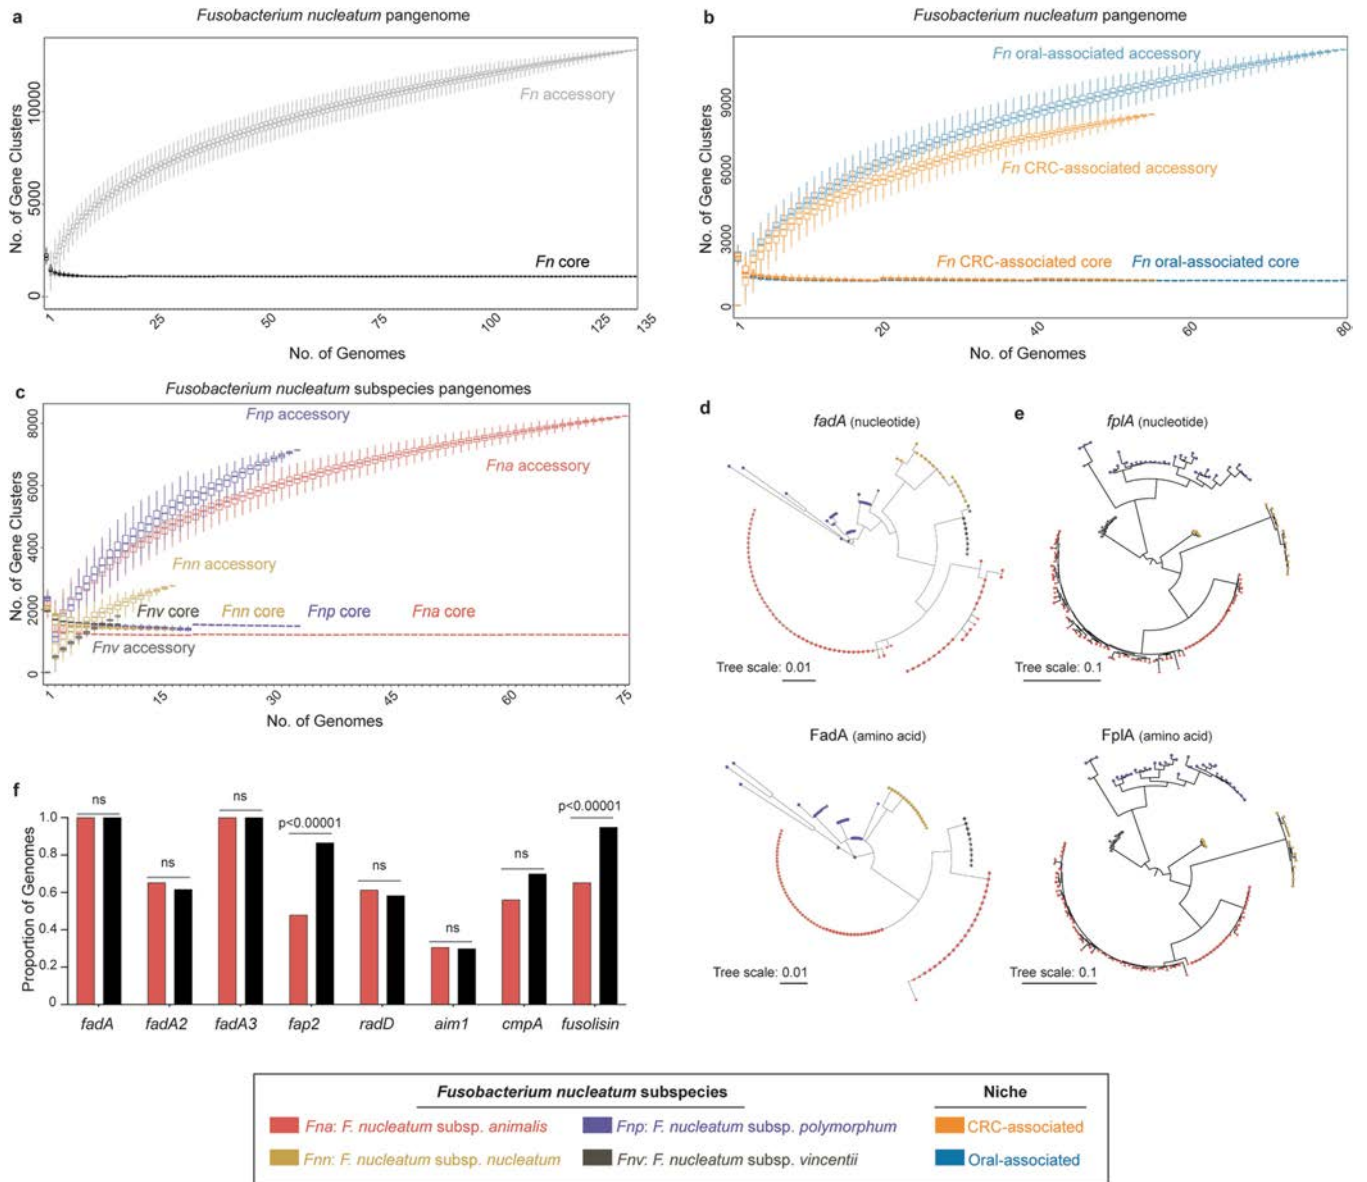 a
Fusobacterium nucleatum pangenome
No. of Gene Clusters
10000
5000
0
Fn accessory
Fn core
1
25
50
75
100
125
135
No. of Genomes
b
Fusobacterium nucleatum pangenome
No. of Gene Clusters
9000
6000
3000
0
Fn oral-associated accessory
Fn CRC-associated accessory
Fn CRC-associated core
Fn oral-associated core
1
20
40
60
80
No. of Genomes
c
Fusobacterium nucleatum subspecies pangenomes
No. of Gene Clusters
8000
6000
4000
2000
0
Fnp accessory
Fna accessory
Fnn accessory
Fnv core
Fnn core
Fnp core
Fna core
Fnv accessory
1
15
30
45
60
75
No. of Genomes
d
fadA (nucleotide)
Tree scale: 0.01
FadA (amino acid)
Tree scale: 0.01
e
fplA (nucleotide)
Tree scale: 0.1
FplA (amino acid)
Tree scale: 0.1
f
Proportion of Genomes
1.0
0.8
0.6
0.4
0.2
0
ns
ns
ns
p<0.00001
ns
ns
ns
p<0.00001
fadA
fadA2
fadA3
fap2
radD
aim1
cmpA
fusolisin
Fusobacterium nucleatum subspecies
Niche
Fna: F. nucleatum subsp. animalis
Fnp: F. nucleatum subsp. polymorphum
CRC-associated
Fnn: F. nucleatum subsp. nucleatum
Fnv: F. nucleatum subsp. vincentii
Oral-associated